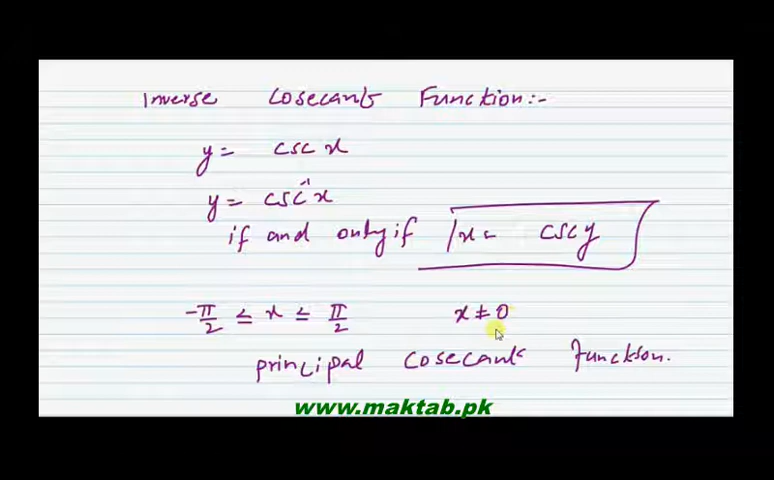 Inverse Cosecant Function:-
y = csc x
y = csc⁻¹x
if and only if x = csc y
-π/2 ≤ x ≤ π/2 x ≠ 0
principal cosecant function.
www.maktab.pk